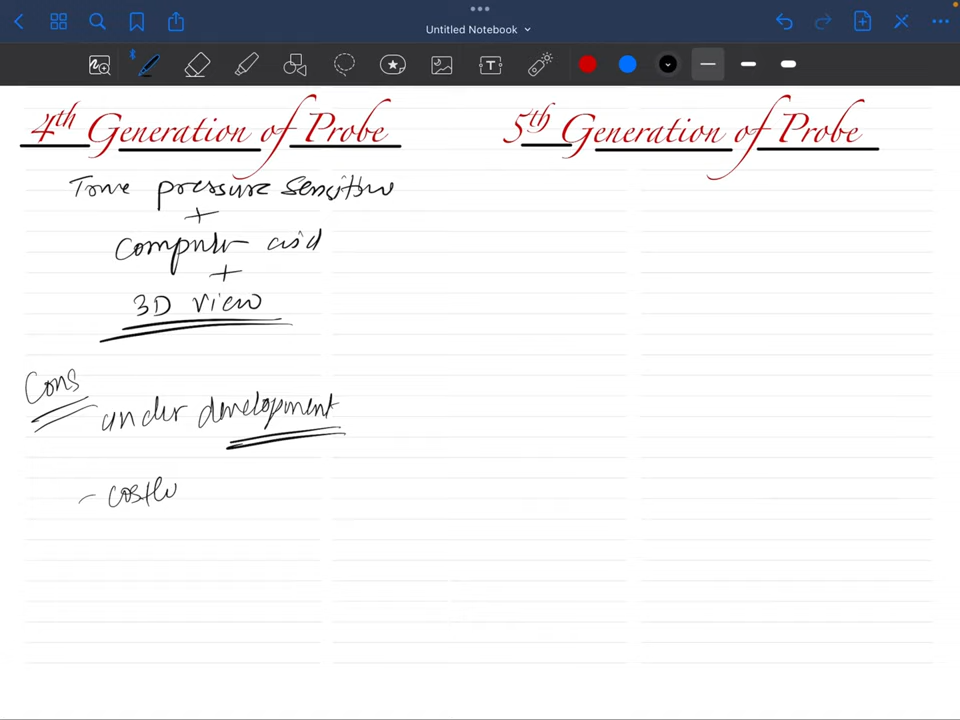 Untitled Notebook
4th Generation of Probe
5th Generation of Probe
pressure sensitive
+
computer aid
+
3D view
Cons
under development
- costly